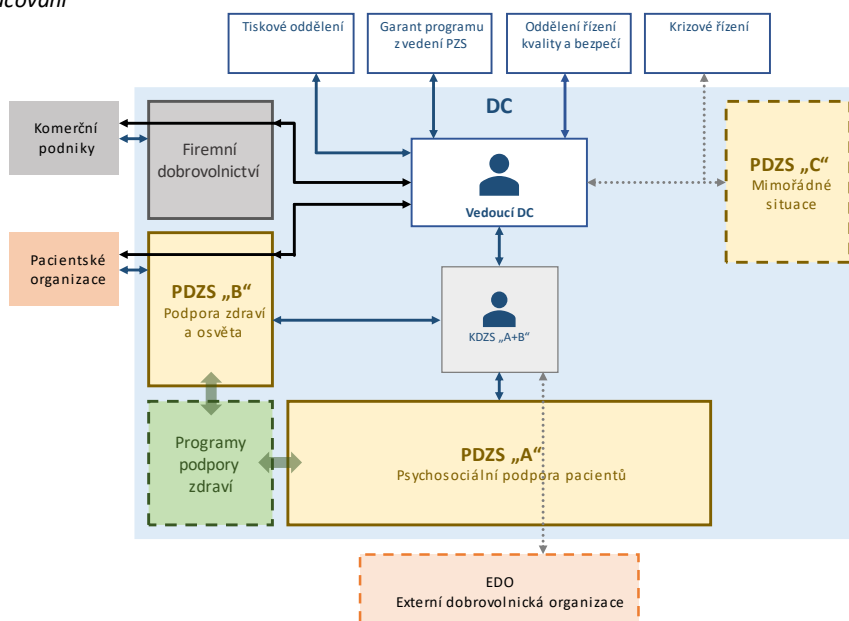 Tiskové oddělení
Garant programu
z vedení PZS
Oddělení řízení
kvality a bezpečí
Krizové řízení
DC
Komerční
podniky
Firemní
dobrovolnictví
Vedoucí DC
PDZS „C“
Mimořádné
situace
Pacientské
organizace
PDZS „B“
Podpora zdraví
a osvěta
KDZS „A+B“
Programy
podpory
zdraví
PDZS „A“
Psychosociální podpora pacientů
EDO
Externí dobrovolnická organizace